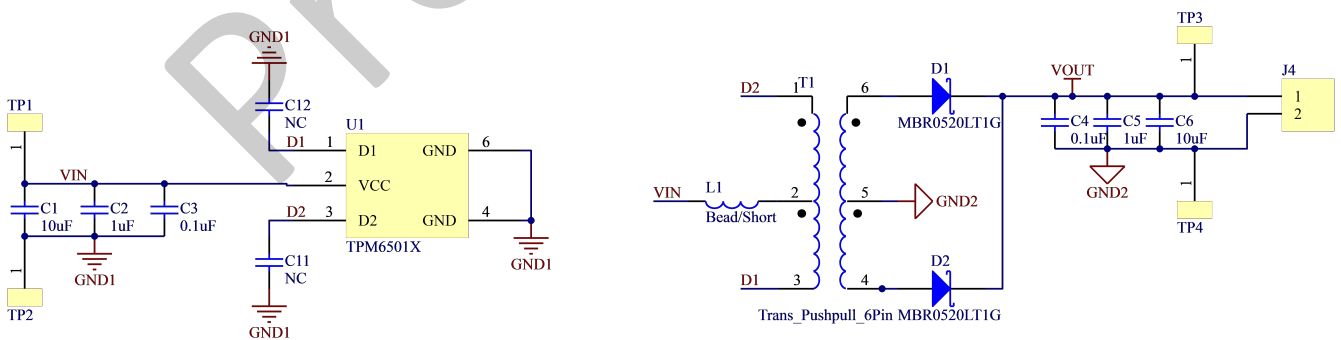 Pr
GND1
TP1
1
VIN
C1
10uF
C2
1uF
C3
0.1uF
GND1
1
TP2
C12
NC
D1
1
2
D2
3
U1
D1
VCC
D2
GND
GND
6
4
TPM6501X
GND1
C11
NC
GND1
D2
1
T1
VIN
L1
Bead/Short
2
D1
3
6
5
4
GND2
Trans_Pushpull_6Pin
D1
MBR0520LT1G
D2
MBR0520LT1G
VOUT
C4
0.1uF
C5
1uF
C6
10uF
GND2
TP3
1
1
TP4
J4
1
2